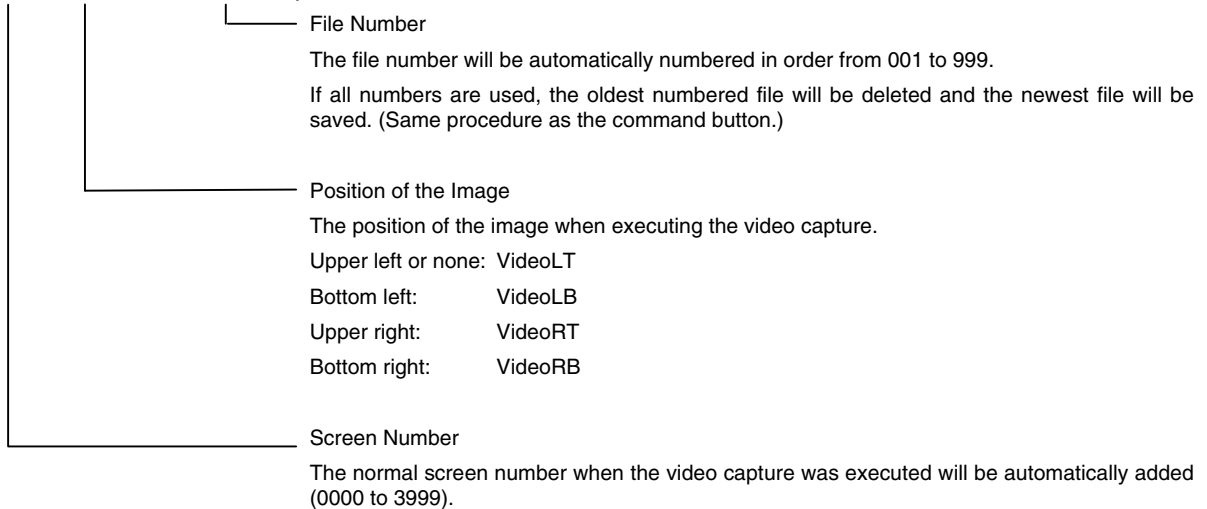 File Number
The file number will be automatically numbered in order from 001 to 999.
If all numbers are used, the oldest numbered file will be deleted and the newest file will be
saved. (Same procedure as the command button.)
Position of the Image
The position of the image when executing the video capture.
Upper left or none: VideoLT
Bottom left: VideoLB
Upper right: VideoRT
Bottom right: VideoRB
Screen Number
The normal screen number when the video capture was executed will be automatically added
(0000 to 3999).